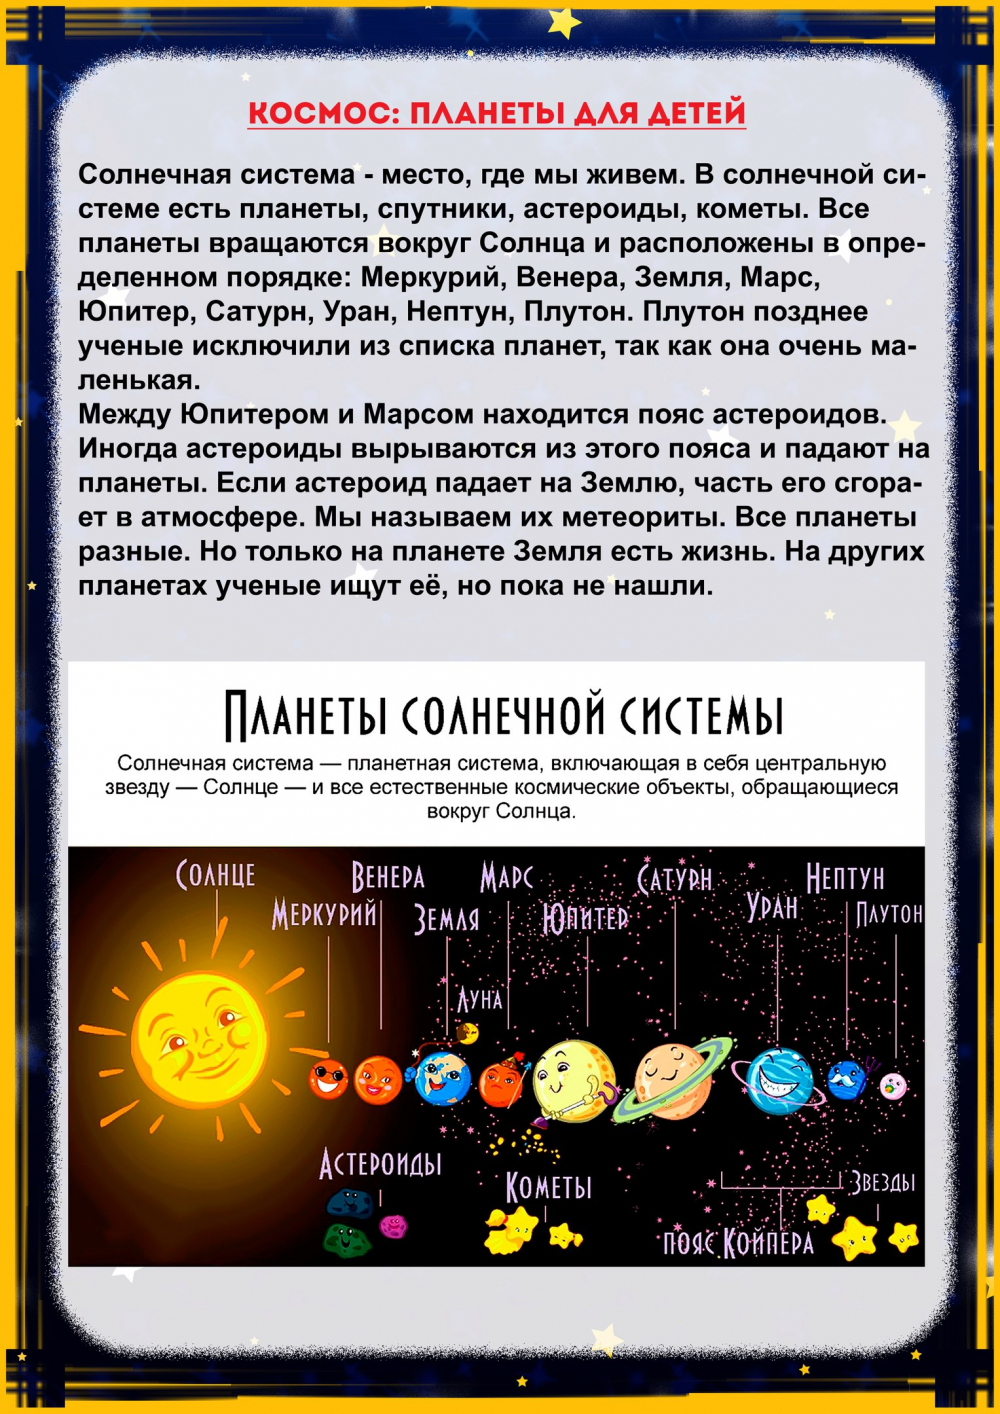 КОСМОС: ПЛАНЕТЫ ДЛЯ ДЕТЕЙ
Солнечная система - место, где мы живем. В солнечной си-
стеме есть планеты, спутники, астероиды, кометы. Все
планеты вращаются вокруг Солнца и расположены в опре-
деленном порядке: Меркурий, Венера, Земля, Марс,
Юпитер, Сатурн, Уран, Нептун, Плутон. Плутон позднее
ученые исключили из списка планет, так как она очень ма-
ленькая.
Между Юпитером и Марсом находится пояс астероидов.
Иногда астероиды вырываются из этого пояса и падают на
планеты. Если астероид падает на Землю, часть его сгора-
ет в атмосфере. Мы называем их метеориты. Все планеты
разные. Но только на планете Земля есть жизнь. На других
планетах ученые ищут её, но пока не нашли.
Планеты солнечной системы
Солнечная система — планетная система, включающая в себя центральную
звезду — Солнце — и все естественные космические объекты, обращающиеся
вокруг Солнца.
Солнце
Венера
Марс
Сатурн
Нептун
Меркурий
Земля
Юпитер
Уран
Плутон
Луна
Астероиды
Кометы
Звезды
пояс Койпера